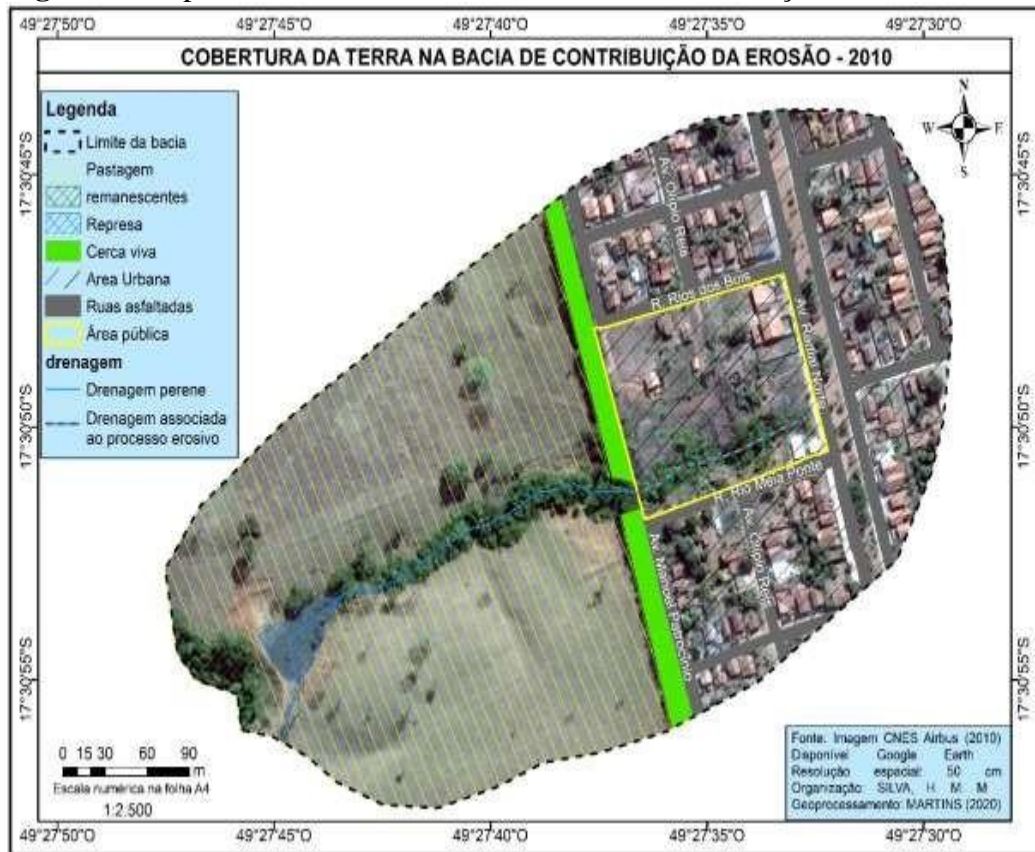 49°27'50"O 49°27'45"O 49°27'40"O 49°27'35"O 49°27'30"O
COBERTURA DA TERRA NA BACIA DE CONTRIBUIÇÃO DA EROSÃO - 2010
Legenda
Limite da bacia
Pastagem
remanescentes
Represa
Cerca viva
Area Urbana
Ruas asfaltadas
Área pública
drenagem
Drenagem perene
Drenagem associada
ao processo erosivo
N
W E
S
17°30'45"S
17°30'50"S
17°30'55"S
17°30'45"S
17°30'50"S
17°30'55"S
R. Rios dos Bois
R. Rio Meia Ponte
Av. Manoel Patrocínio
0 15 30 60 90
m
Escala numérica na folha A4
1:2.500
Fonte: Imagem CNES Airbus (2010)
Disponível Google Earth
Resolução espacial: 50 cm
Organização: SILVA, H. M. M
Geoprocessamento: MARTINS (2020)
49°27'50"O 49°27'45"O 49°27'40"O 49°27'35"O 49°27'30"O